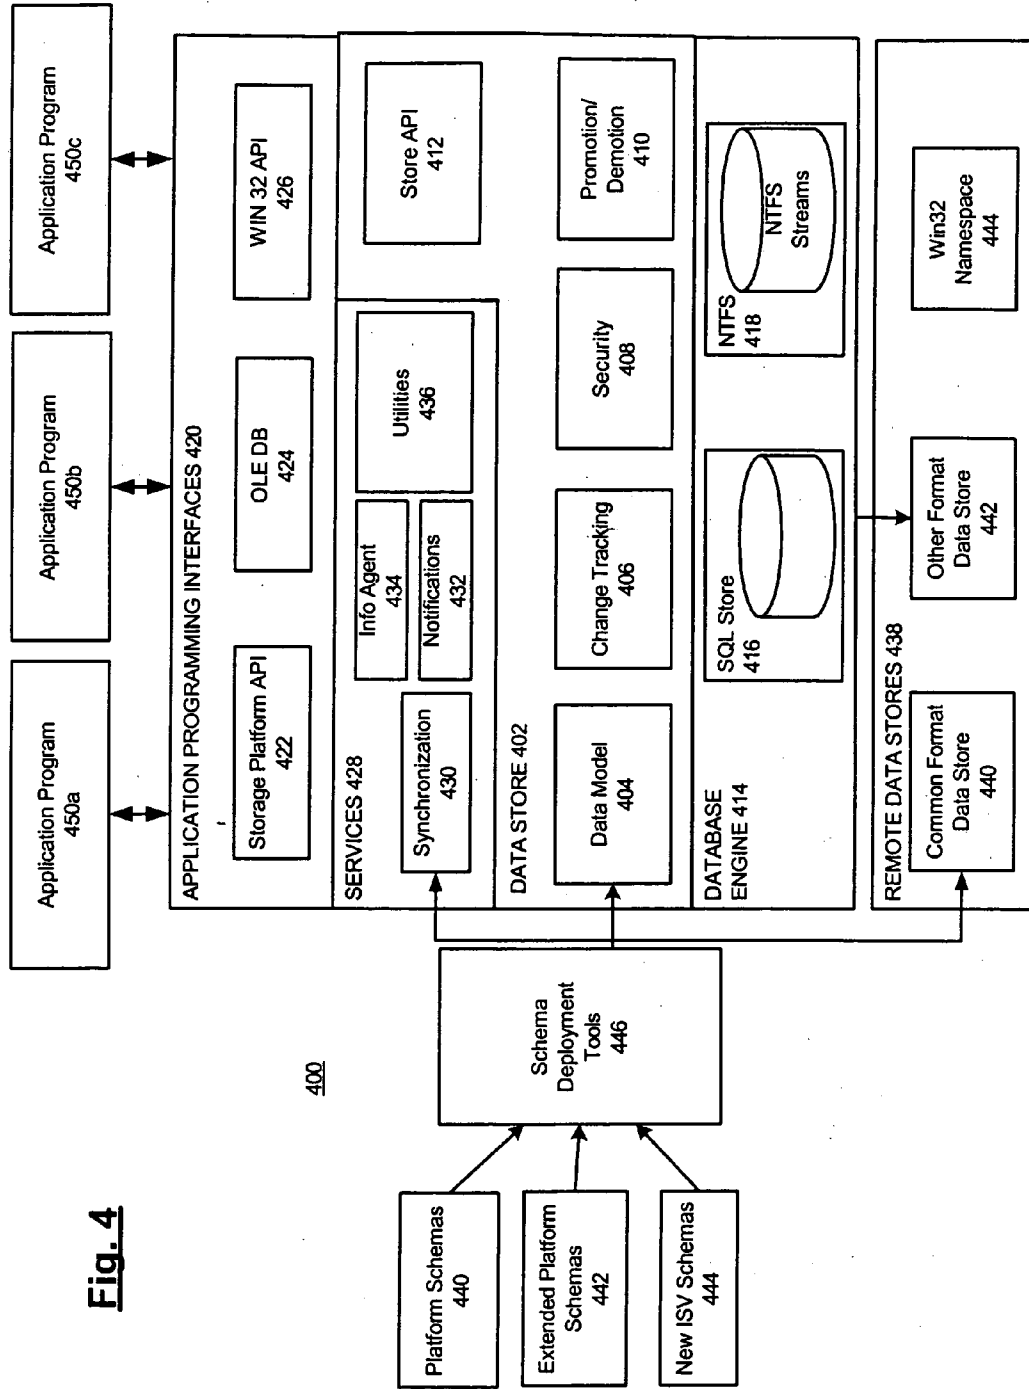 Application Program
450a
Application Program
450b
Application Program
450c
APPLICATION PROGRAMMING INTERFACES 420
Storage Platform API
422
OLE DB
424
WIN 32 API
426
SERVICES 428
Synchronization
430
Info Agent
434
Notifications
432
Utilities
436
Store API
412
DATA STORE 402
Data Model
404
Change Tracking
406
Security
408
Promotion/
Demotion
410
DATABASE
ENGINE 414
SQL Store
416
NTFS
418
NTFS
Streams
REMOTE DATA STORES 438
Common Format
Data Store
440
Other Format
Data Store
442
Win32
Namespace
444
400
Schema
Deployment
Tools
446
Platform Schemas
440
Extended Platform
Schemas
442
New ISV Schemas
444
Fig. 4